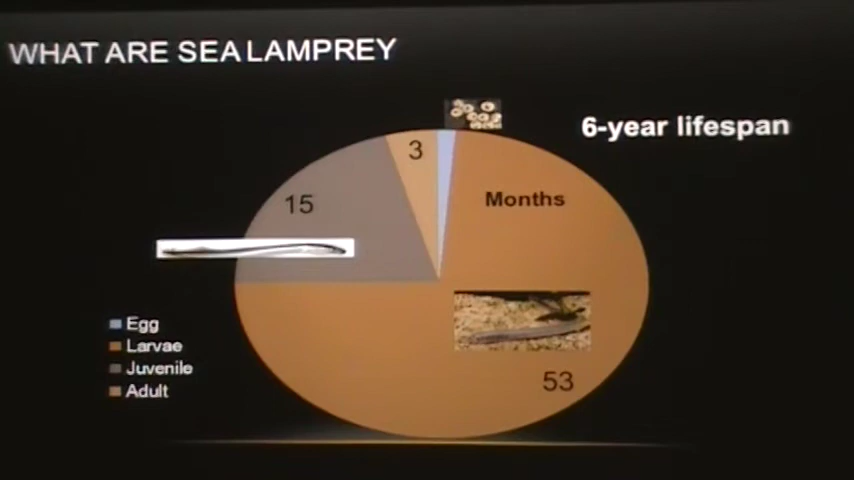 WHAT ARE SEA LAMPREY
6-year lifespan
3
15
Months
53
Egg
Larvae
Juvenile
Adult